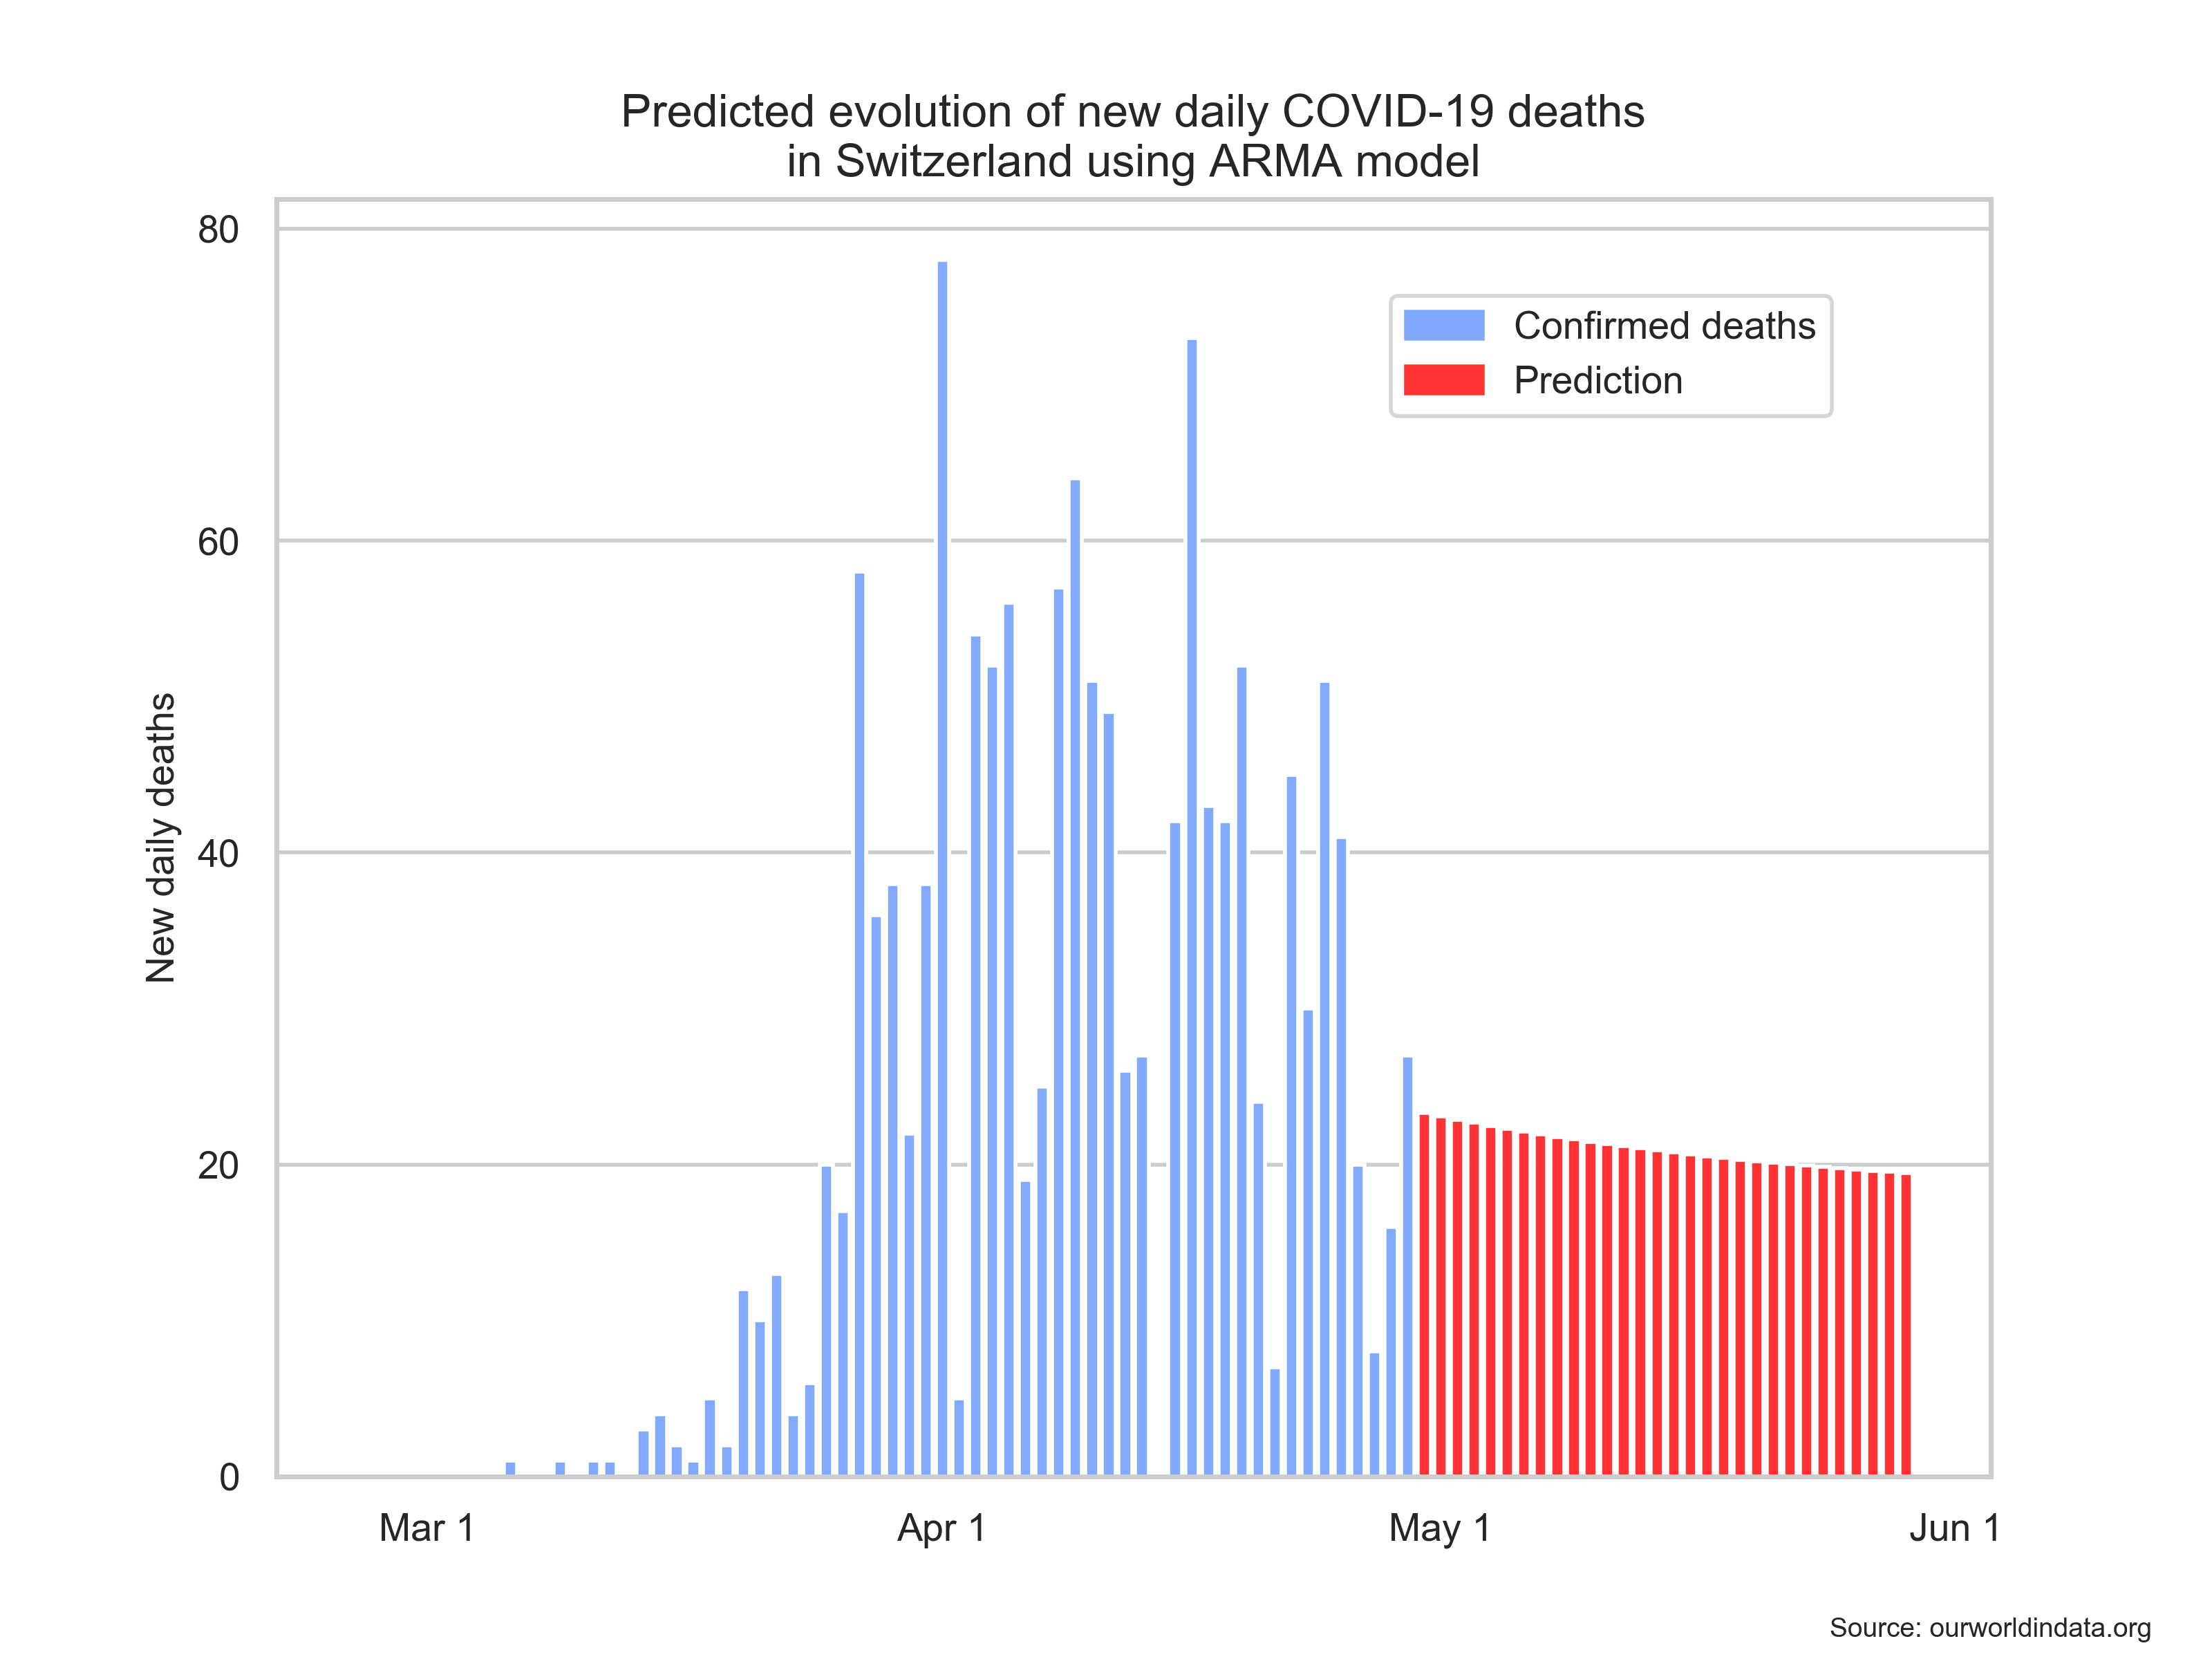 Predicted evolution of new daily COVID-19 deaths
in Switzerland using ARMA model
80
60
40
20
0
New daily deaths
Confirmed deaths
Prediction
Mar 1
Apr 1
May 1
Jun 1
Source: ourworldindata.org